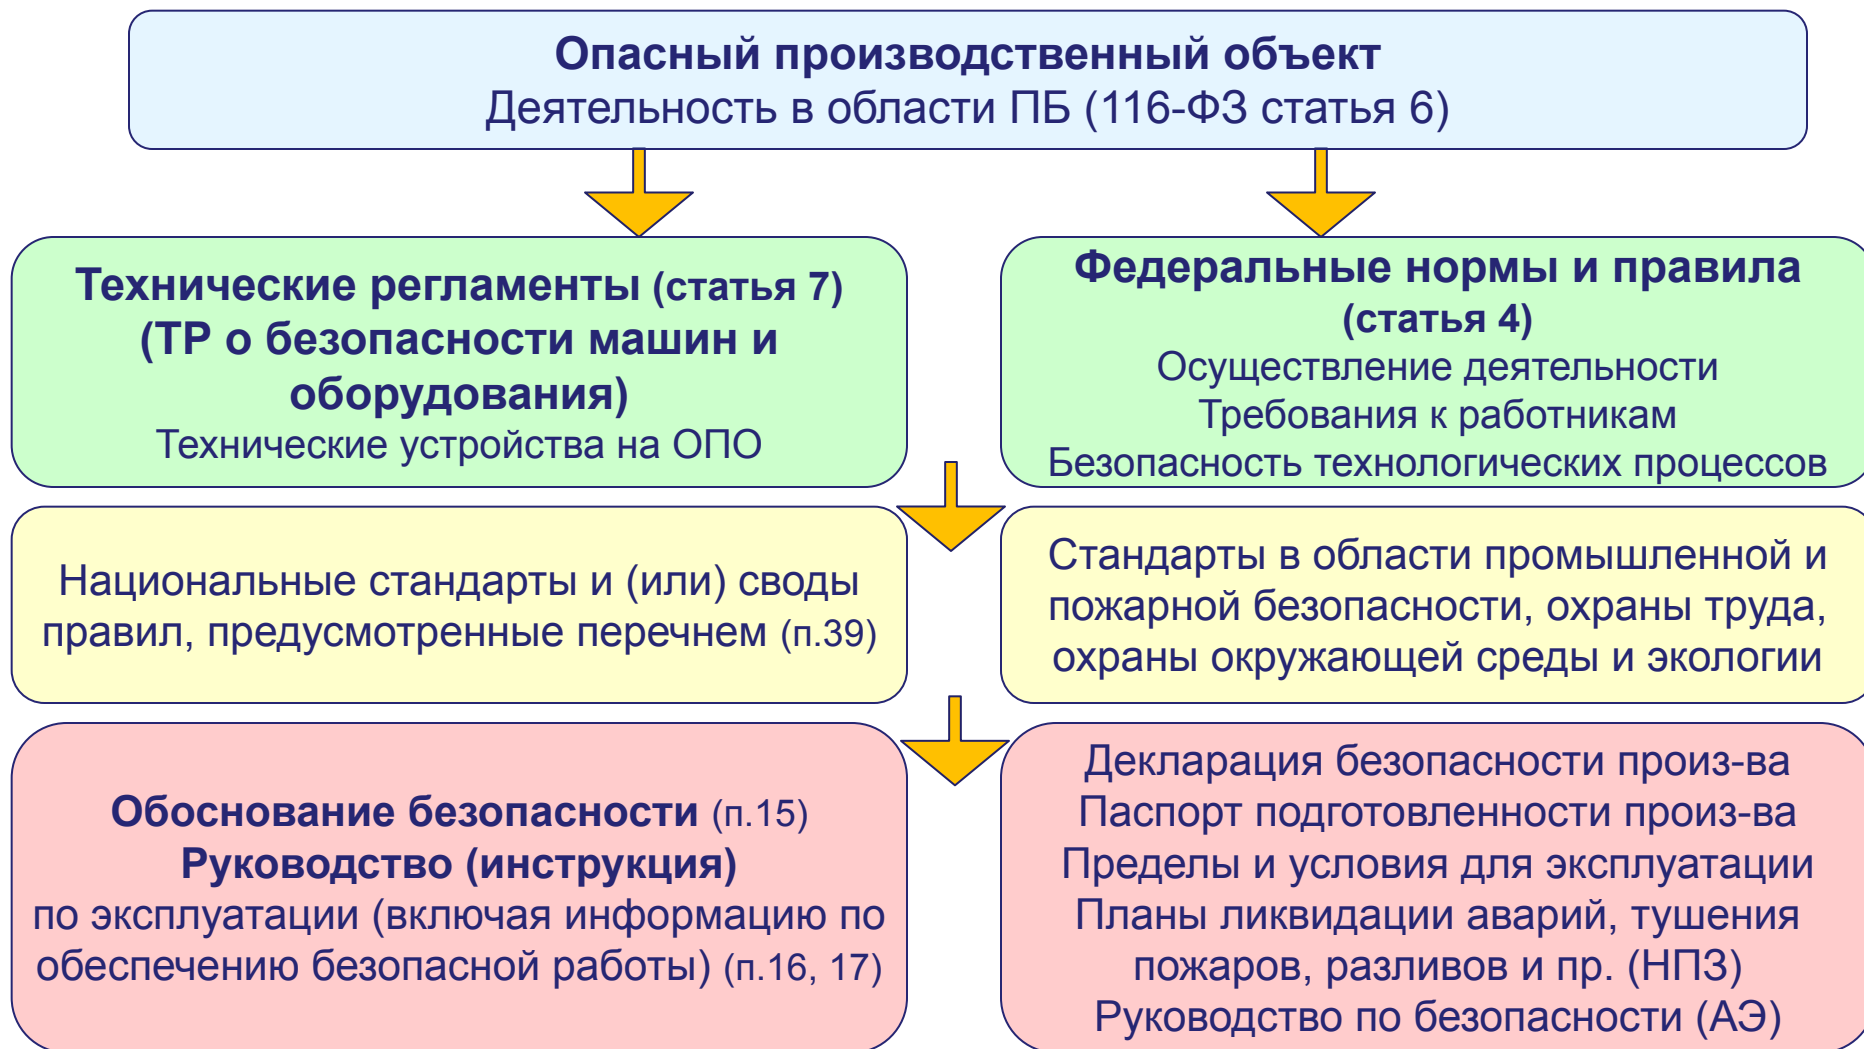 Опасный производственный объект
Деятельность в области ПБ (116-ФЗ статья 6)
Технические регламенты (статья 7)
(ТР о безопасности машин и
оборудования)
Технические устройства на ОПО
Федеральные нормы и правила
(статья 4)
Осуществление деятельности
Требования к работникам
Безопасность технологических процессов
Национальные стандарты и (или) своды
правил, предусмотренные перечнем (п.39)
Стандарты в области промышленной и
пожарной безопасности, охраны труда,
охраны окружающей среды и экологии
Обоснование безопасности (п.15)
Руководство (инструкция)
по эксплуатации (включая информацию по
обеспечению безопасной работы) (п.16, 17)
Декларация безопасности произ-ва
Паспорт подготовленности произ-ва
Пределы и условия для эксплуатации
Планы ликвидации аварий, тушения
пожаров, разливов и пр. (НПЗ)
Руководство по безопасности (АЭ)